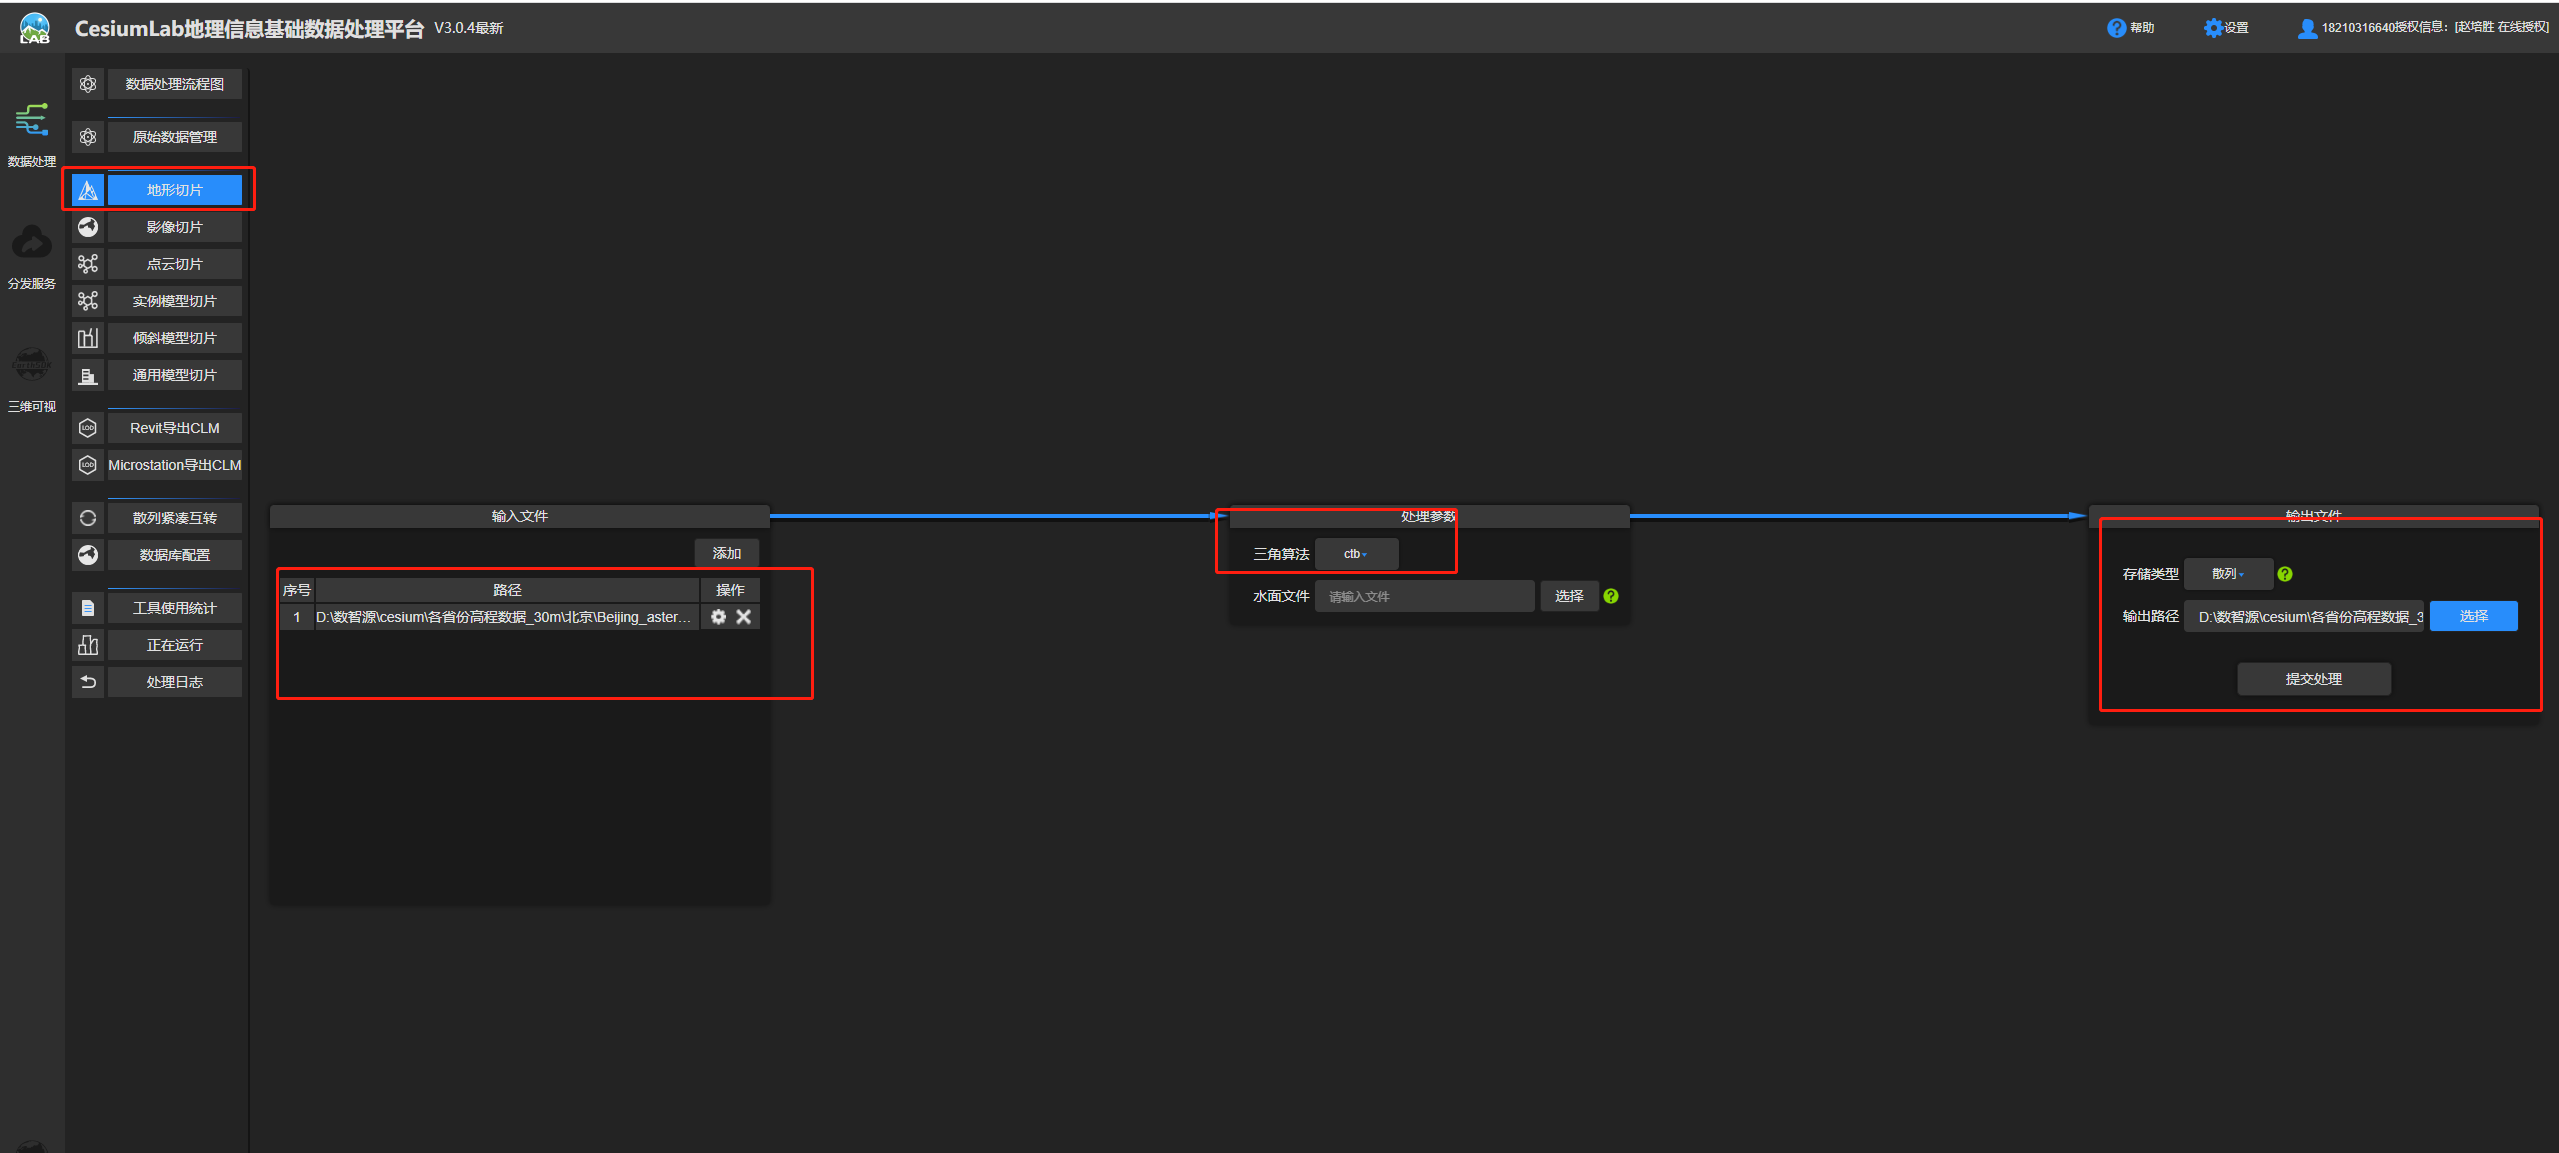 CesiumLab地理信息基础数据处理平台 V3.0.4最新
帮助
设置
18210316640授权信息: [赵培胜 在线授权]
数据处理
分发服务
三维可视
数据处理流程图
原始数据管理
地形切片
影像切片
点云切片
实例模型切片
倾斜模型切片
通用模型切片
Revit导出CLM
Microstation导出CLM
散列紧凑互转
数据库配置
工具使用统计
正在运行
处理日志
输入文件
添加
序号 路径 操作
1 D:\数智源\cesium\各省份高程数据_30m\北京\Beijing_aster...
处理参数
三角算法 ctb
水面文件 请输入文件 选择
输出文件
存储类型 散列
输出路径 D:\数智源\cesium\各省份高程数据_3 选择
提交处理